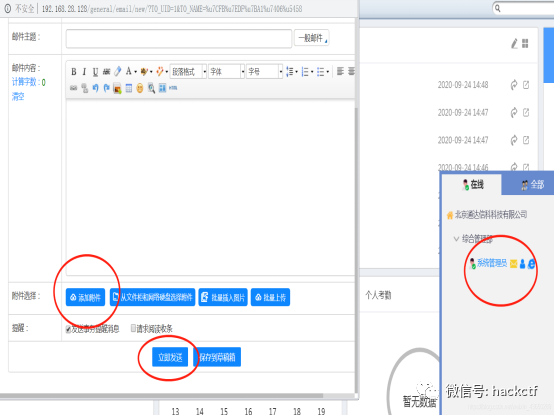 不安全 | 192.168.28.128/general/email/new/?TO_UID=1&TO_NAME=%u7CFB%u7EDF%u7BA1%u7406%u5458
邮件主题：
一般邮件
邮件内容：
计算字数：0
清空
B I U
段落格式 字体 字号
附件选择：
添加附件 从文件柜和网络硬盘选择附件 批量插入图片 批量上传
提醒：
发送事务提醒消息 请求阅读收条
立即发送 保存到草稿箱
2020-09-24 14:48
2020-09-24 14:47
2020-09-24 14:47
2020-09-24 14:46
在线 全部
北京通达信科科技有限公司
综合管理部
系统管理员
个人考勤
暂无数据
微信号: hackctf
13 14 15 16 17 18 19